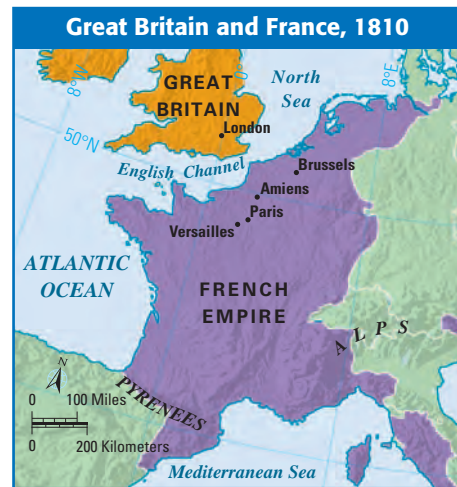 Great Britain and France, 1810
8°W
0°
8°E
50°N
GREAT
BRITAIN
North
Sea
London
English Channel
Brussels
Amiens
Paris
Versailles
ATLANTIC
OCEAN
FRENCH
EMPIRE
ALPS
PYRENEES
N
0 100 Miles
0 200 Kilometers
Mediterranean Sea